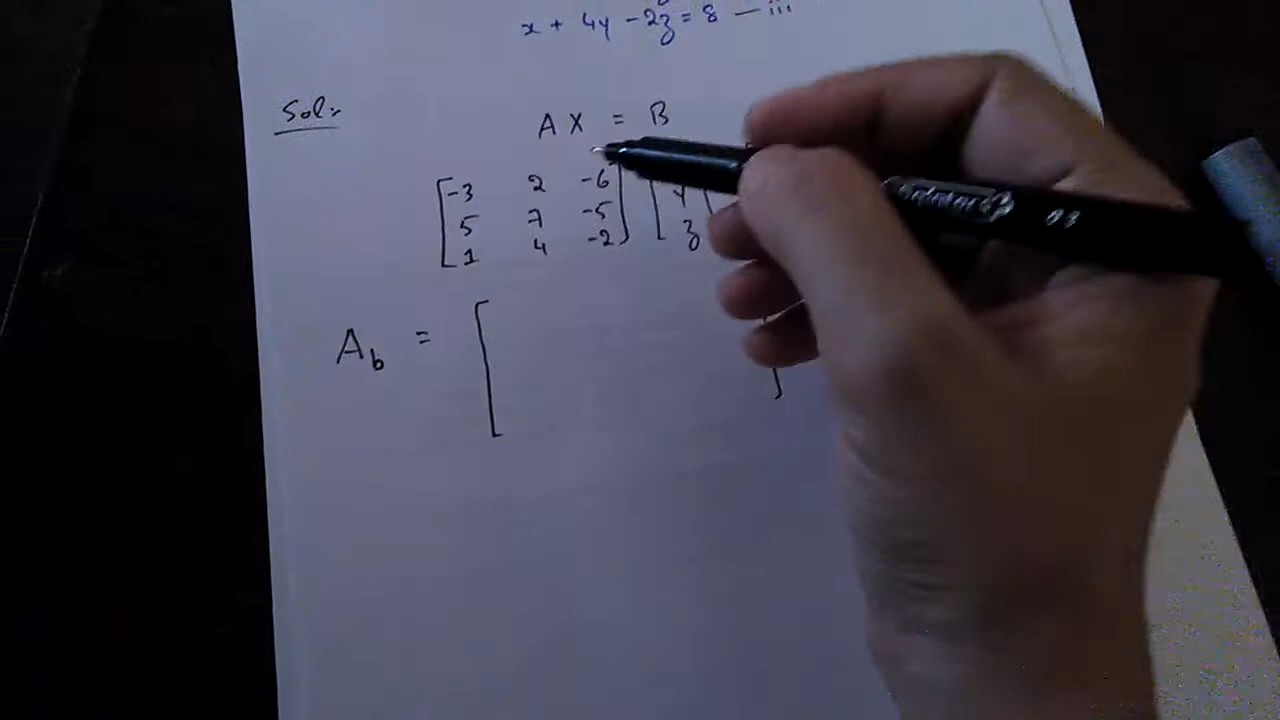 x + 4y - 2z = 8 — iii
Sol:
A X = B
[ -3 2 -6 ] [
5 7 -5 y
1 4 -2 z
A_b = [ ]